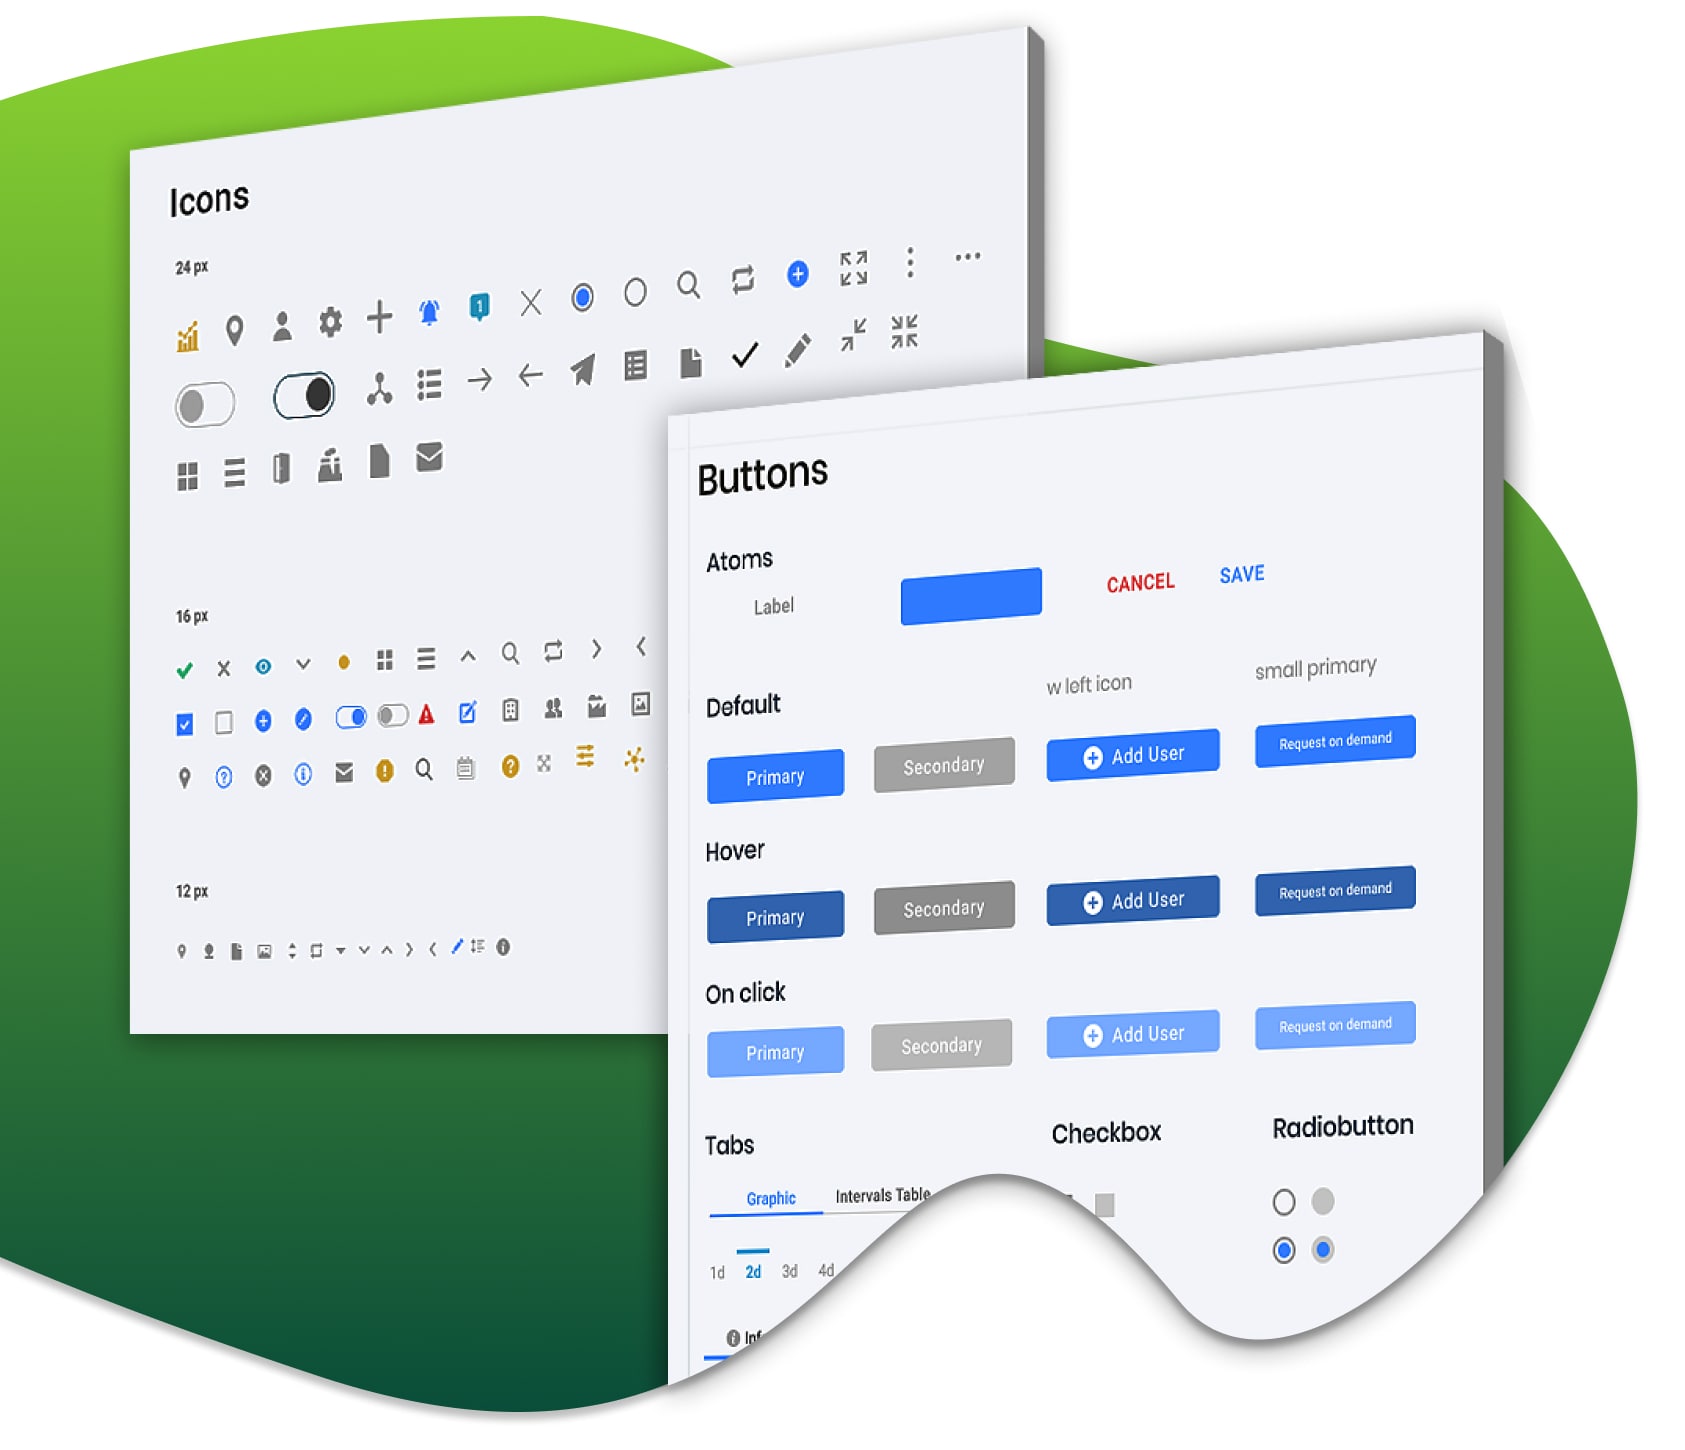 Icons
24 px
1
16 px
12 px
Buttons
Atoms
Label
CANCEL SAVE
Default
w left icon
small primary
Primary
Secondary
Add User
Request on demand
Hover
Primary
Secondary
Add User
Request on demand
On click
Primary
Secondary
Add User
Request on demand
Tabs
Checkbox
Radiobutton
Graphic
Intervals Table
1d 2d 3d 4d